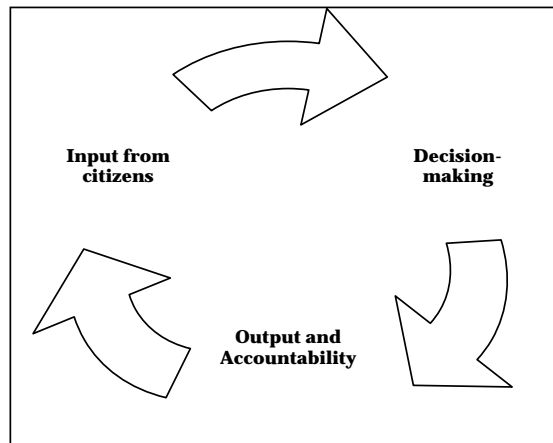 Input from
citizens
Decision-
making
Output and
Accountability